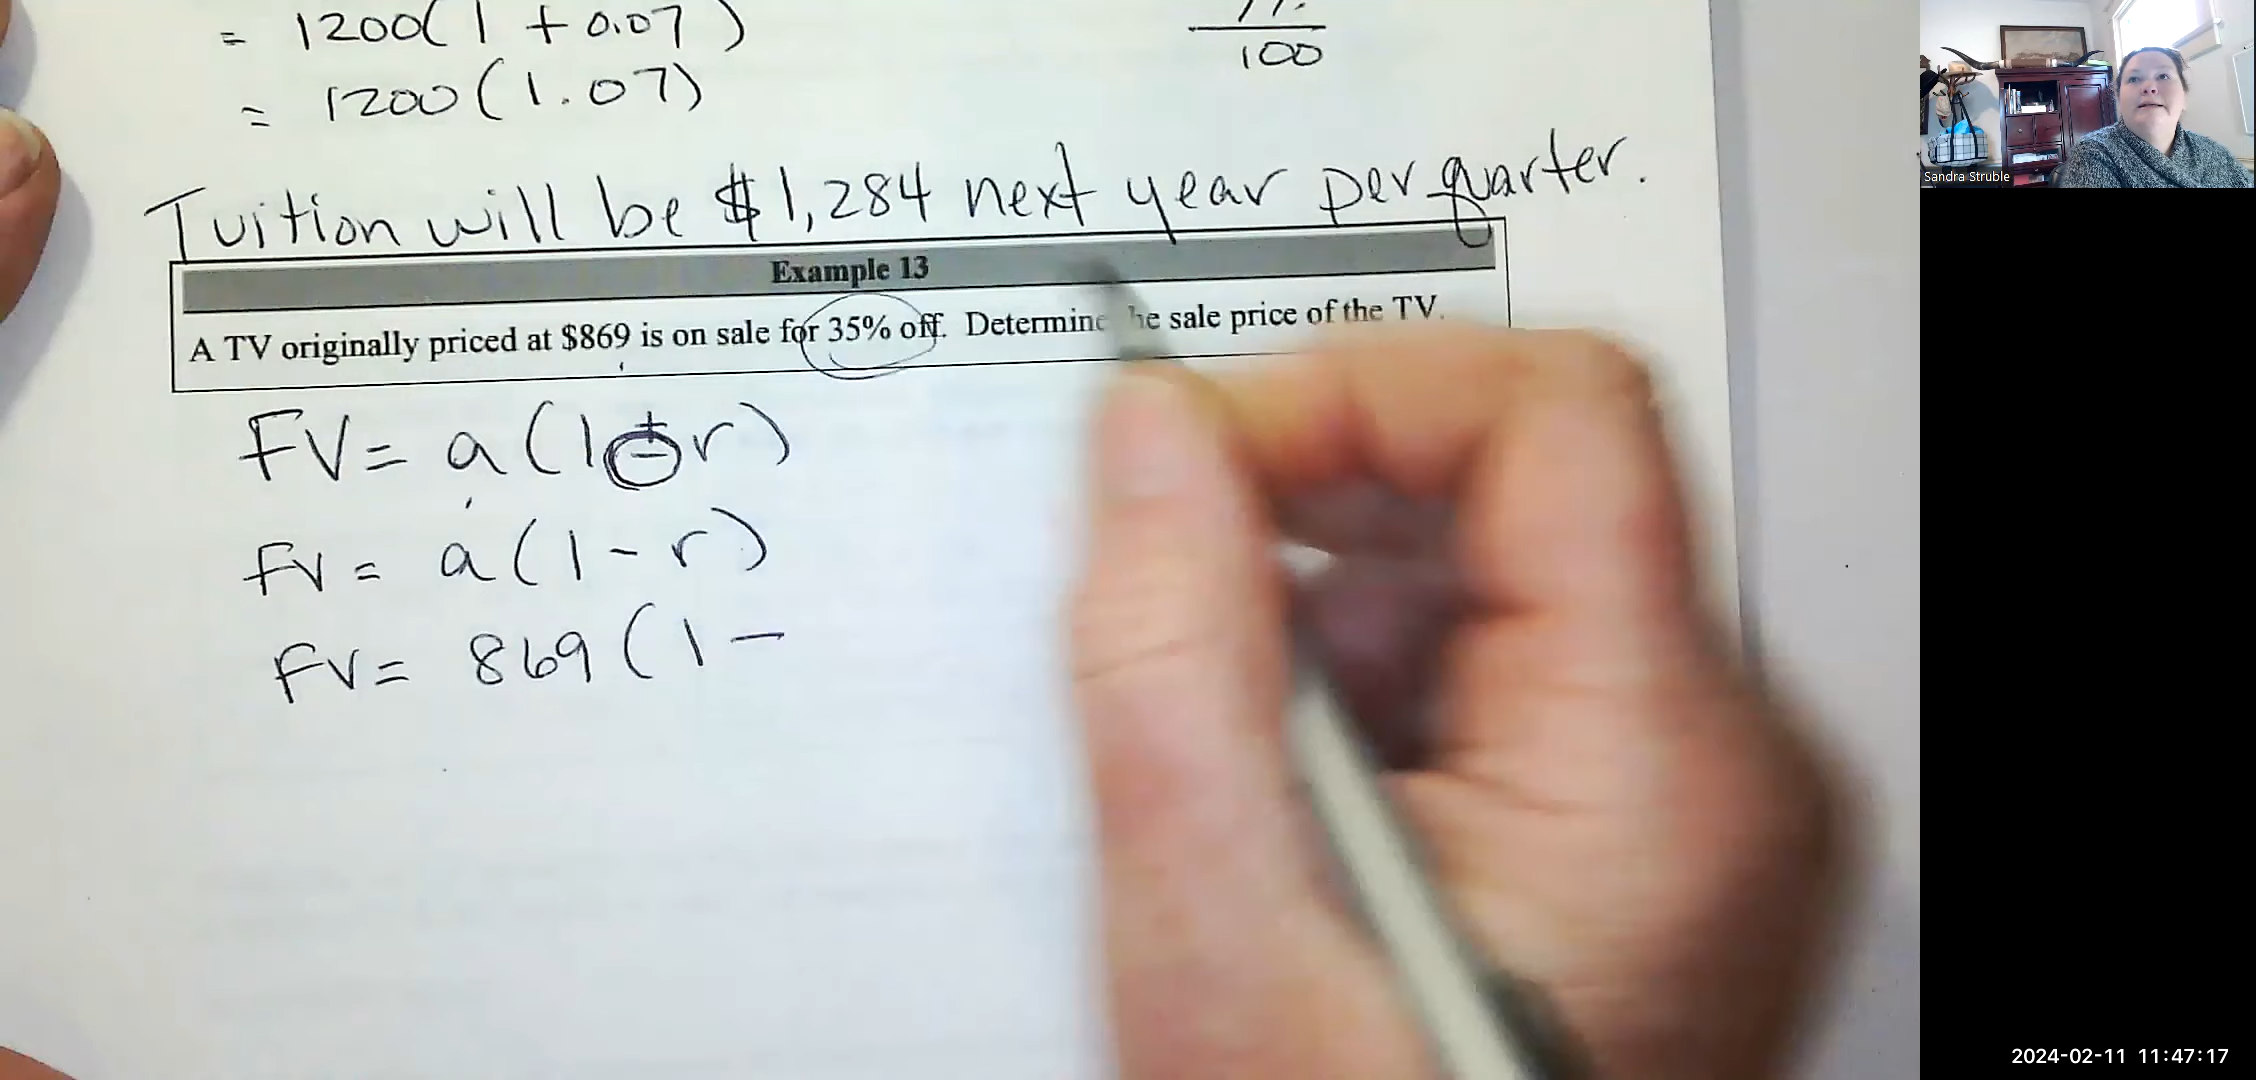 = 1200( 1 + 0.07 )
100
= 1200 ( 1.07)
Tuition will be $1,284 next year per quarter.
Example 13
A TV originally priced at $869 is on sale for 35% off. Determine he sale price of the TV.
FV = a ( 1 ± r )
FV = a ( 1 - r )
FV = 869 ( 1 -
Sandra Struble
2024-02-11 11:47:17